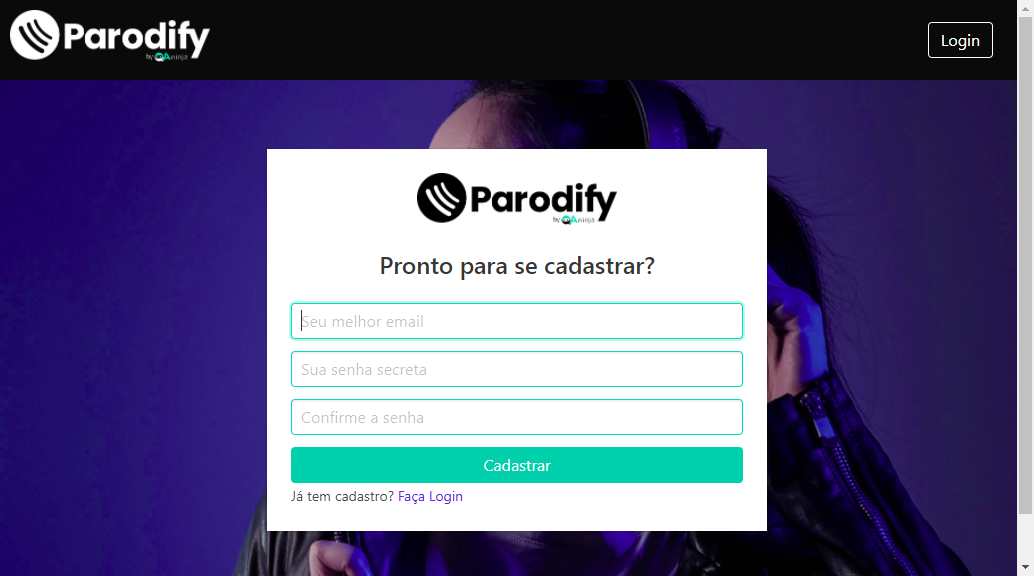 Parodify
by QAninja
Login
Parodify
by QAninja
Pronto para se cadastrar?
Seu melhor email
Sua senha secreta
Confirme a senha
Cadastrar
Já tem cadastro? Faça Login